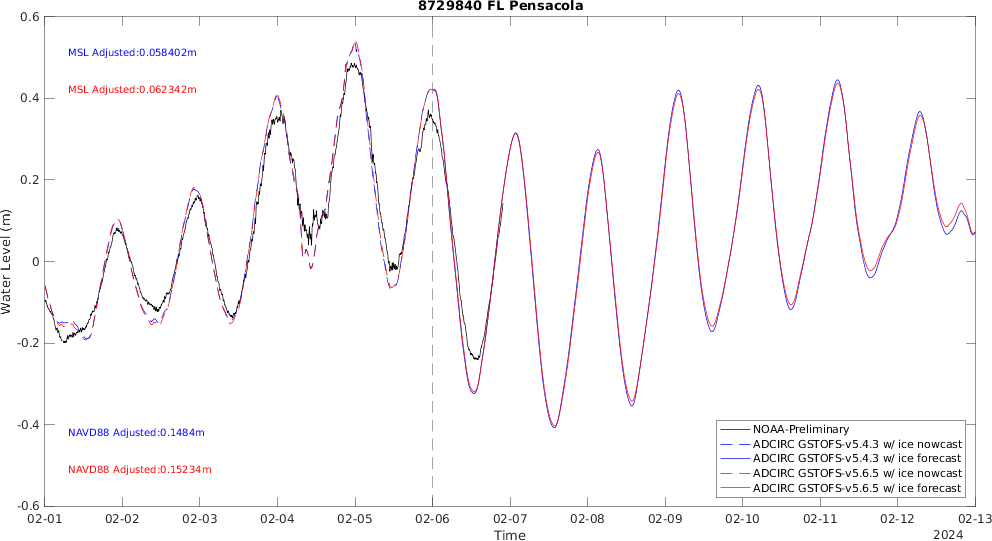 8729840 FL Pensacola
0.6
0.4
0.2
0
-0.2
-0.4
-0.6
Water Level (m)
MSL Adjusted:0.058402m
MSL Adjusted:0.062342m
NAVD88 Adjusted:0.1484m
NAVD88 Adjusted:0.15234m
NOAA-Preliminary
ADCIRC GSTOFS-v5.4.3 w/ ice nowcast
ADCIRC GSTOFS-v5.4.3 w/ ice forecast
ADCIRC GSTOFS-v5.6.5 w/ ice nowcast
ADCIRC GSTOFS-v5.6.5 w/ ice forecast
02-01 02-02 02-03 02-04 02-05 02-06 02-07 02-08 02-09 02-10 02-11 02-12 02-13
Time
2024